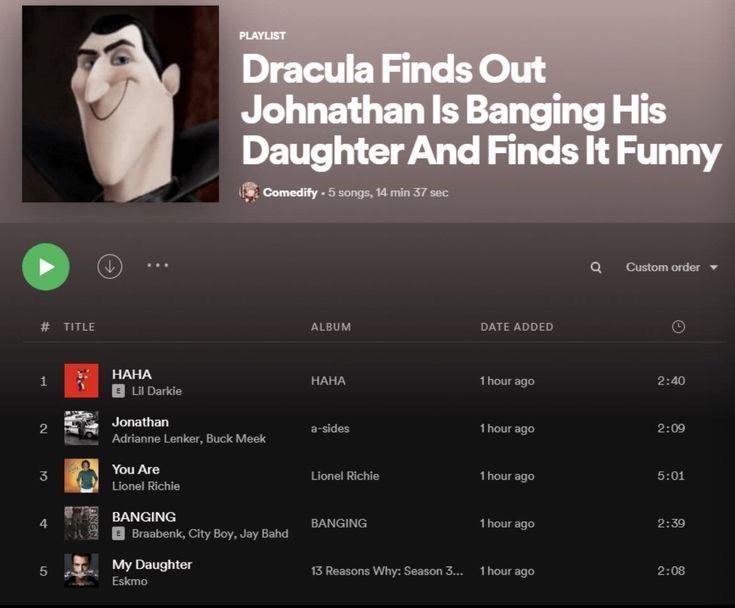 PLAYLIST
Dracula Finds Out
Johnathan Is Banging His
Daughter And Finds It Funny
Comedify • 5 songs, 14 min 37 sec
Custom order
# TITLE ALBUM DATE ADDED
1 HAHA HAHA 1 hour ago 2:40
E Lil Darkie
2 Jonathan a-sides 1 hour ago 2:09
Adrianne Lenker, Buck Meek
3 You Are Lionel Richie 1 hour ago 5:01
Lionel Richie
4 BANGING BANGING 1 hour ago 2:39
E Braabenk, City Boy, Jay Bahd
5 My Daughter 13 Reasons Why: Season 3... 1 hour ago 2:08
Eskmo